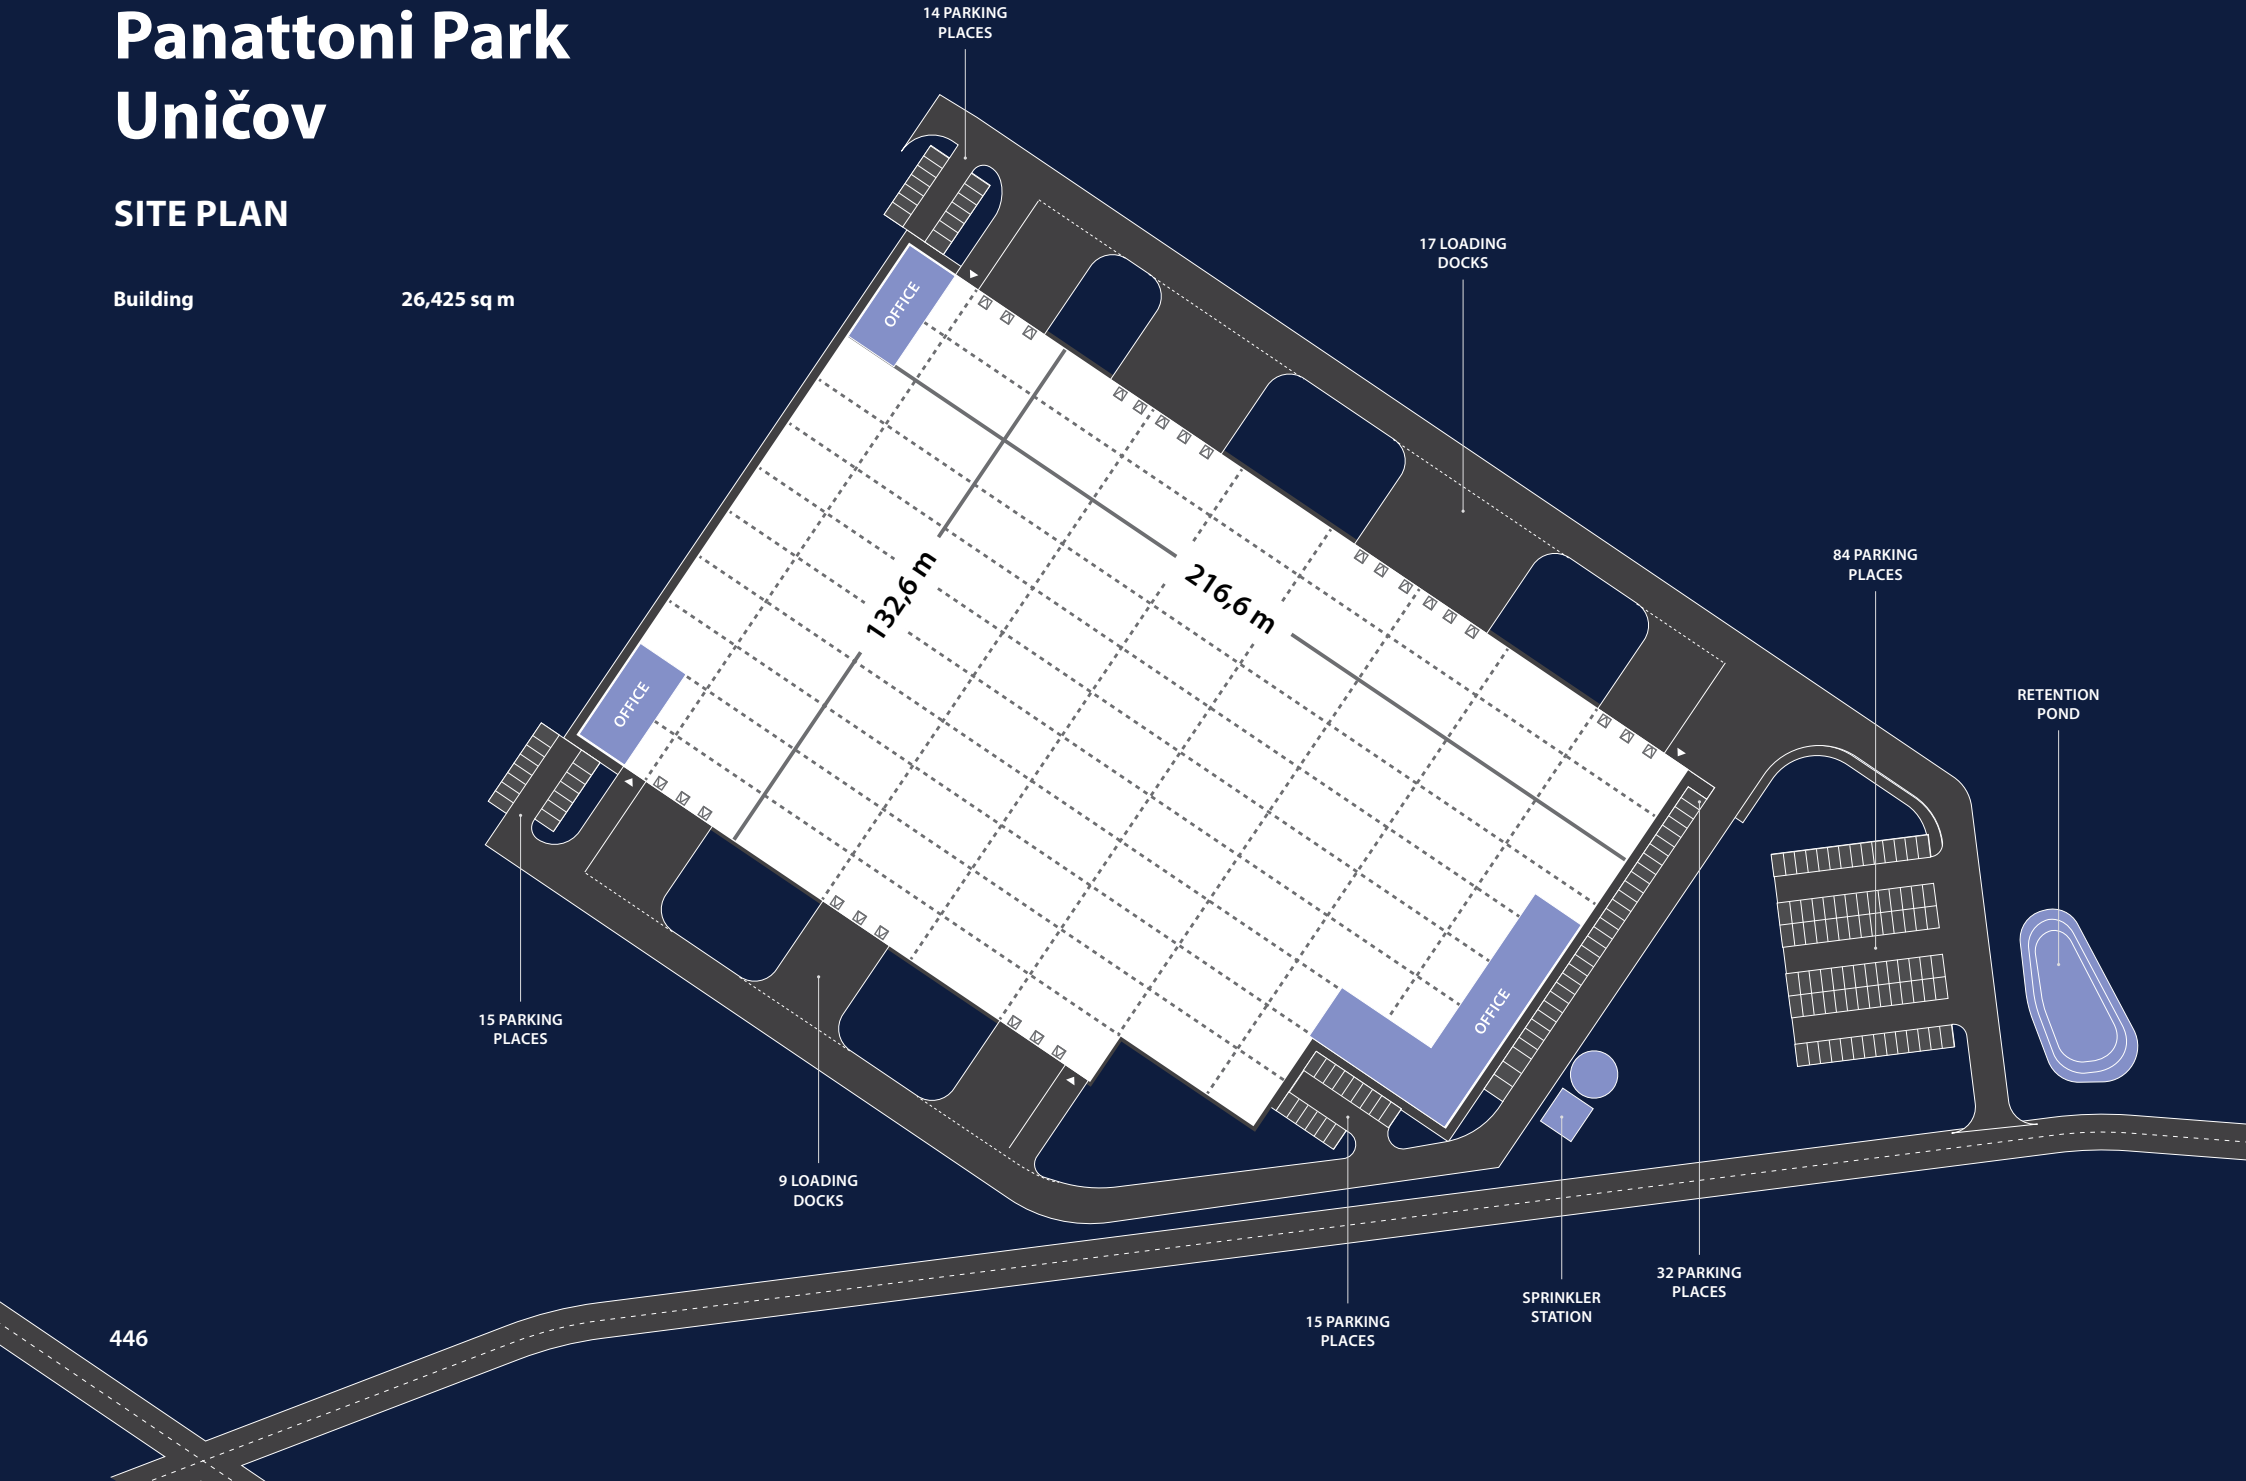 Panattoni Park
Uničov
SITE PLAN
Building 26,425 sq m
14 PARKING
PLACES
17 LOADING
DOCKS
84 PARKING
PLACES
RETENTION
POND
OFFICE
132,6 m
216,6 m
OFFICE
OFFICE
15 PARKING
PLACES
9 LOADING
DOCKS
15 PARKING
PLACES
SPRINKLER
STATION
32 PARKING
PLACES
446